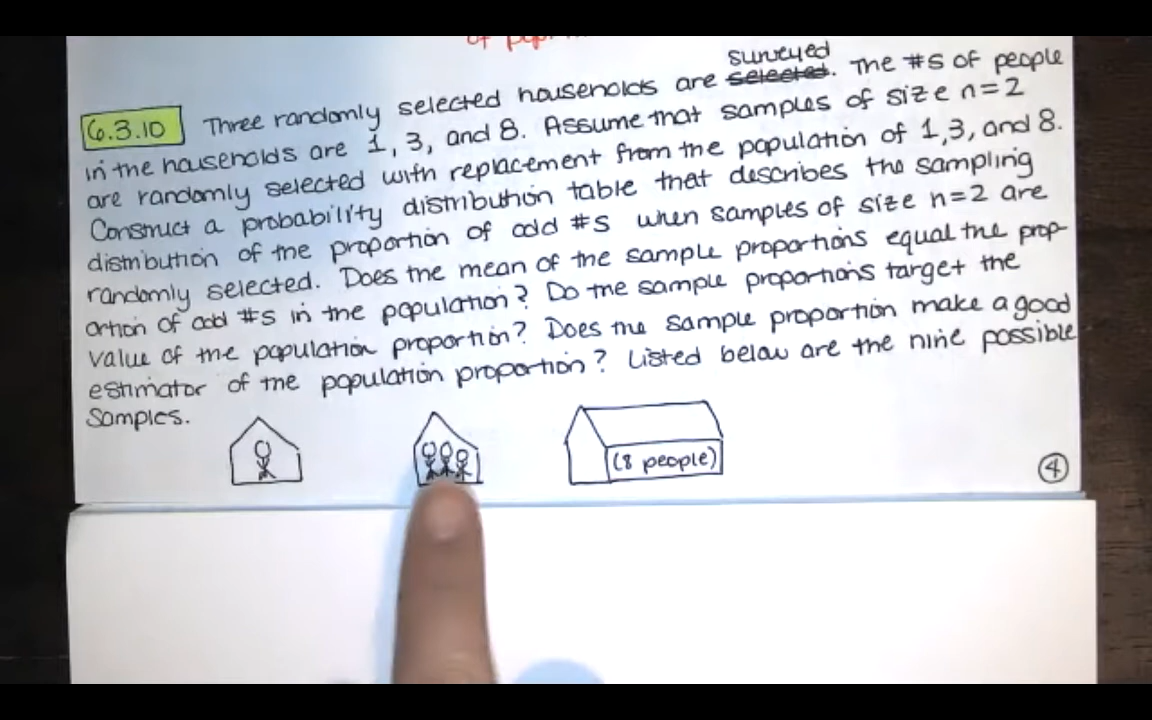 of
surveyed
6.3.10 Three randomly selected households are selected. The #s of people
in the households are 1, 3, and 8. Assume that samples of size n=2
are randomly selected with replacement from the population of 1,3, and 8.
Construct a probability distribution table that describes the sampling
distribution of the proportion of odd #s when samples of size n=2 are
randomly selected. Does the mean of the sample proportions equal the prop-
ortion of odd #s in the population? Do the sample proportions target the
value of the population proportion? Does the sample proportion make a good
estimator of the population proportion? Listed below are the nine possible
samples.
(8 people)
4